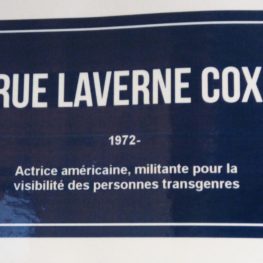 RUE LAVERNE COX
1972-
Actrice américaine, militante pour la
visibilité des personnes transgenres